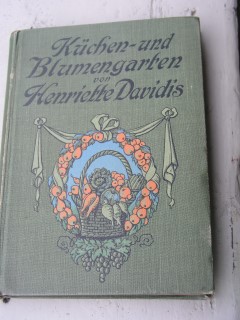 Küchen- und
Blumengarten
von
Henriette Davidis